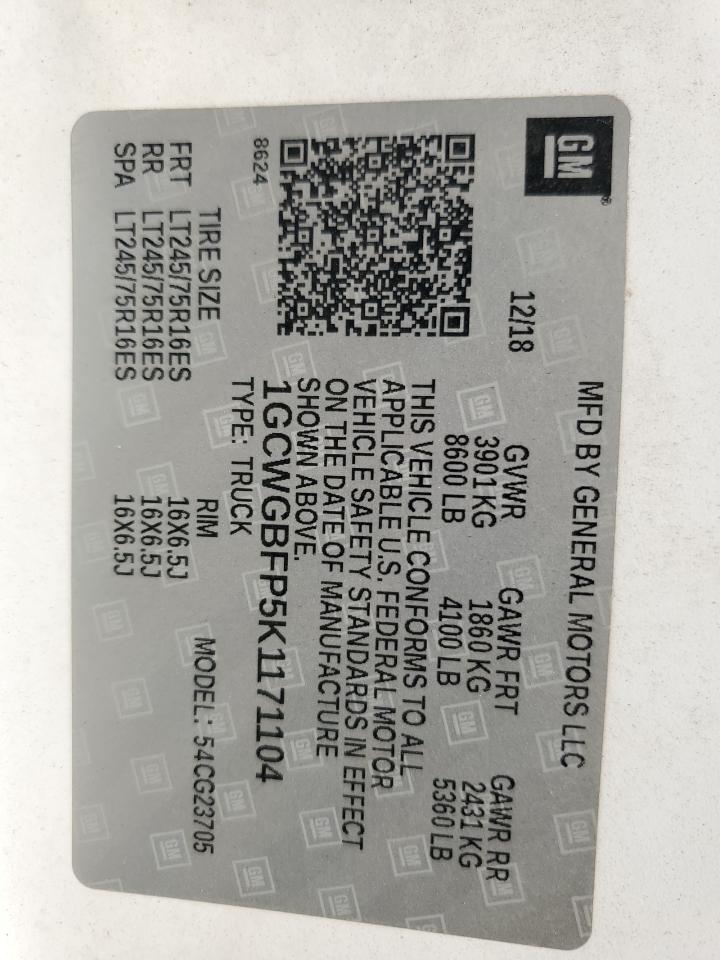 GM
MFD BY GENERAL MOTORS LLC
12/18
GVWR GAWR FRT GAWR RR
3901 KG 1860 KG 2431 KG
8600 LB 4100 LB 5360 LB
THIS VEHICLE CONFORMS TO ALL
APPLICABLE U.S. FEDERAL MOTOR
VEHICLE SAFETY STANDARDS IN EFFECT
ON THE DATE OF MANUFACTURE
SHOWN ABOVE.
1GCWGBFP5K1171104
TYPE: TRUCK
8624
TIRE SIZE RIM MODEL: 54CG23705
FRT LT245/75R16ES 16X6.5J
RR LT245/75R16ES 16X6.5J
SPA LT245/75R16ES 16X6.5J